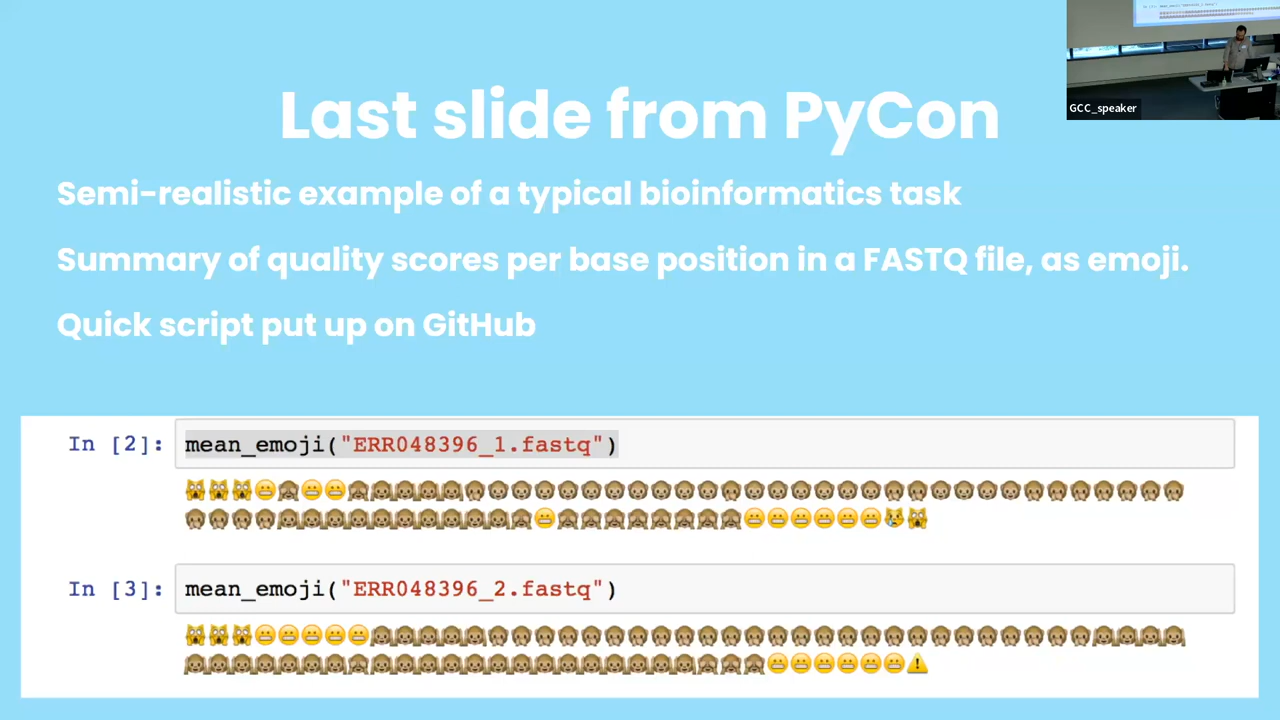 Last slide from PyCon
GCC_speaker
Semi-realistic example of a typical bioinformatics task
Summary of quality scores per base position in a FASTQ file, as emoji.
Quick script put up on GitHub
In [2]: mean_emoji("ERR048396_1.fastq")
In [3]: mean_emoji("ERR048396_2.fastq")